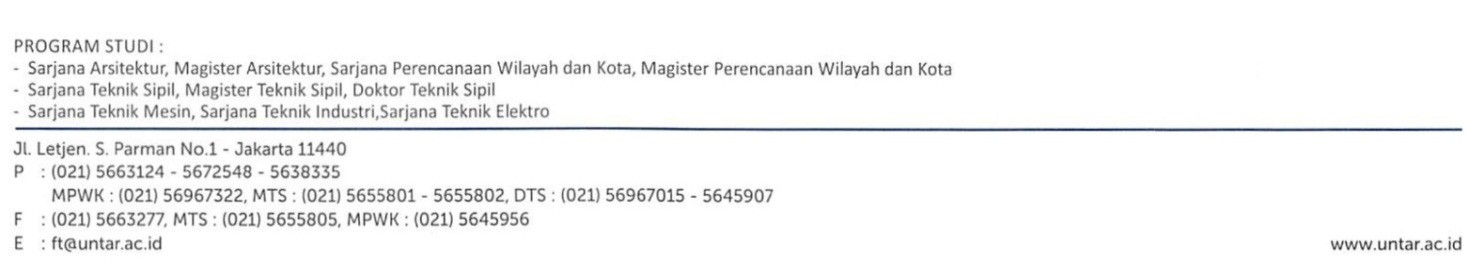 PROGRAM STUDI :
- Sarjana Arsitektur, Magister Arsitektur, Sarjana Perencanaan Wilayah dan Kota, Magister Perencanaan Wilayah dan Kota
- Sarjana Teknik Sipil, Magister Teknik Sipil, Doktor Teknik Sipil
- Sarjana Teknik Mesin, Sarjana Teknik Industri,Sarjana Teknik Elektro
Jl. Letjen. S. Parman No.1 - Jakarta 11440
P : (021) 5663124 - 5672548 - 5638335
MPWK : (021) 56967322, MTS : (021) 5655801 - 5655802, DTS : (021) 56967015 - 5645907
F : (021) 5663277, MTS : (021) 5655805, MPWK : (021) 5645956
E : ft@untar.ac.id www.untar.ac.id